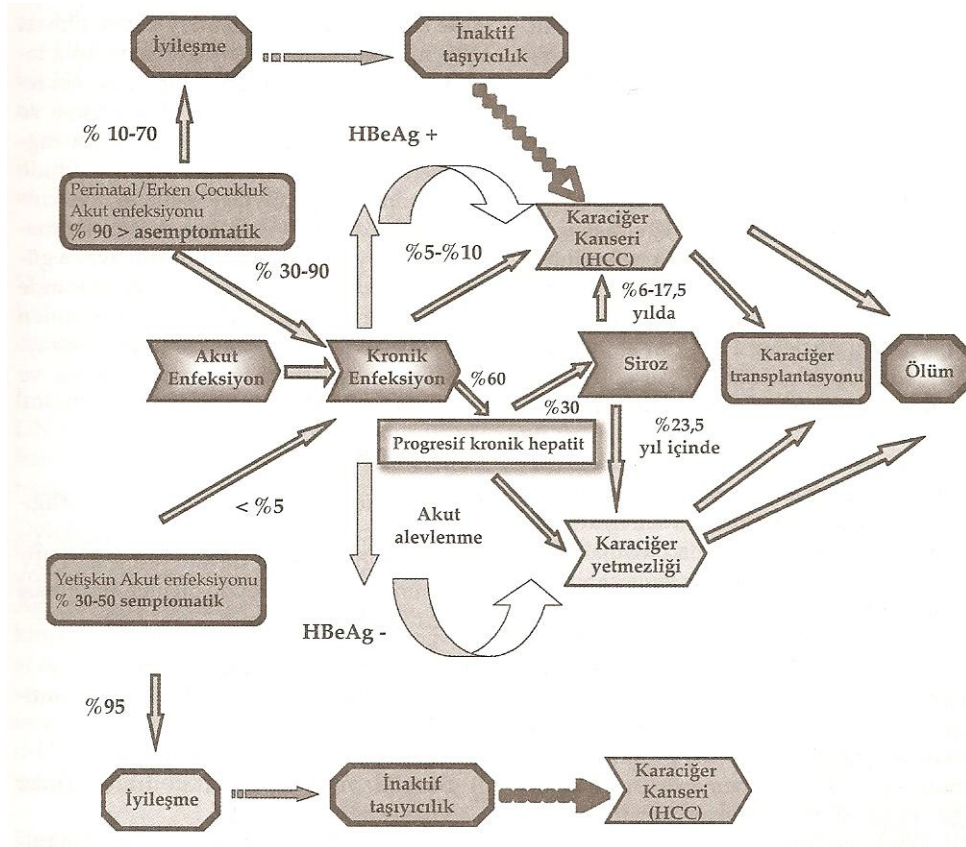 İyileşme
İnaktif
taşıyıcılık
% 10-70
HBeAg +
Perinatal/Erken Çocukluk
Akut enfeksiyonu
% 90 > asemptomatik
Karaciğer
Kanseri
(HCC)
% 30-90
%5-%10
%6-17,5
yılda
Akut
Enfeksiyon
Kronik
Enfeksiyon
%60
%30
Siroz
Karaciğer
transplantasyonu
Ölüm
Progresif kronik hepatit
%23,5
yıl içinde
< %5
Akut
alevlenme
Karaciğer
yetmezliği
Yetişkin Akut enfeksiyonu
% 30-50 semptomatik
HBeAg -
%95
İyileşme
İnaktif
taşıyıcılık
Karaciğer
Kanseri
(HCC)